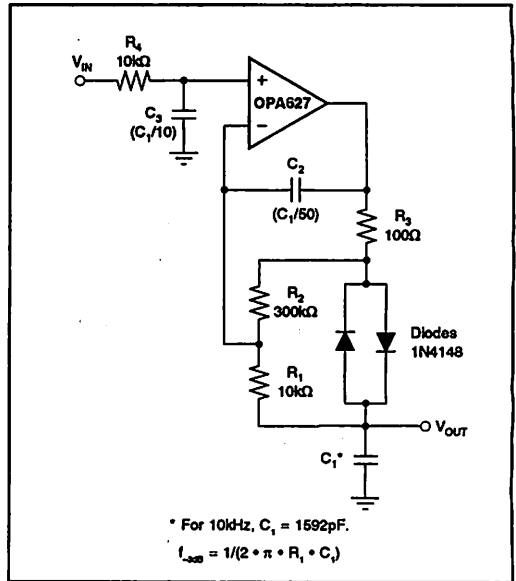 R4
10kΩ
VIN
+
OPA627
–
C3
(C1/10)
C2
(C1/50)
R3
100Ω
R2
300kΩ
Diodes
1N4148
R1
10kΩ
VOUT
C1*
* For 10kHz, C1 = 1592pF.
f–3dB = 1/(2 • π • R1 • C1)